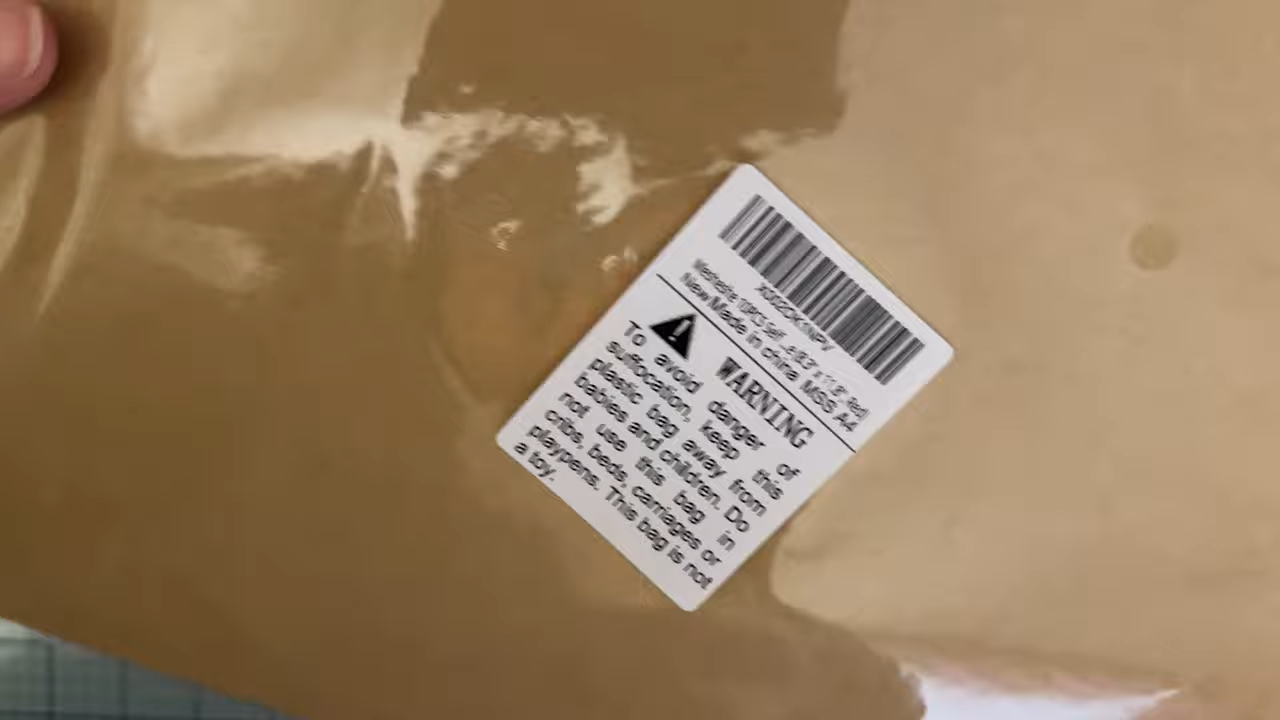 New Made in china MSS A4
WARNING
To avoid danger of
suffocation, keep this
plastic bag away from
babies and children. Do
not use this bag in
cribs, beds, carriages or
playpens. This bag is not
a toy.